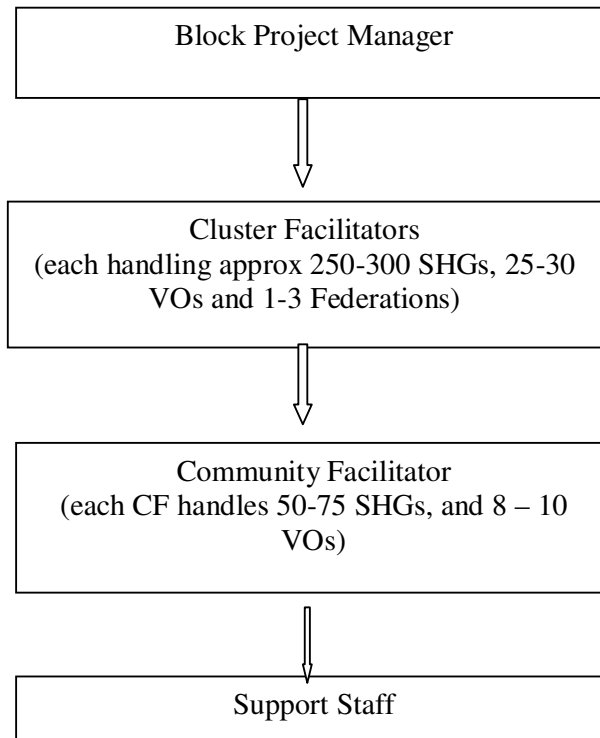 Block Project Manager
Cluster Facilitators
(each handling approx 250-300 SHGs, 25-30
VOs and 1-3 Federations)
Community Facilitator
(each CF handles 50-75 SHGs, and 8 – 10
VOs)
Support Staff